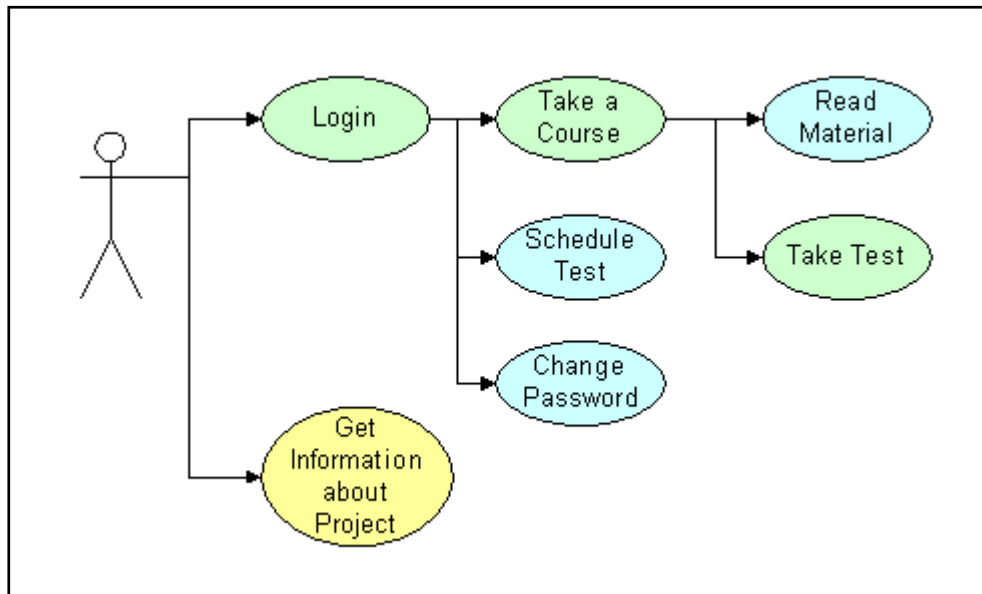 Login
Take a
Course
Read
Material
Schedule
Test
Take Test
Change
Password
Get
Information
about
Project